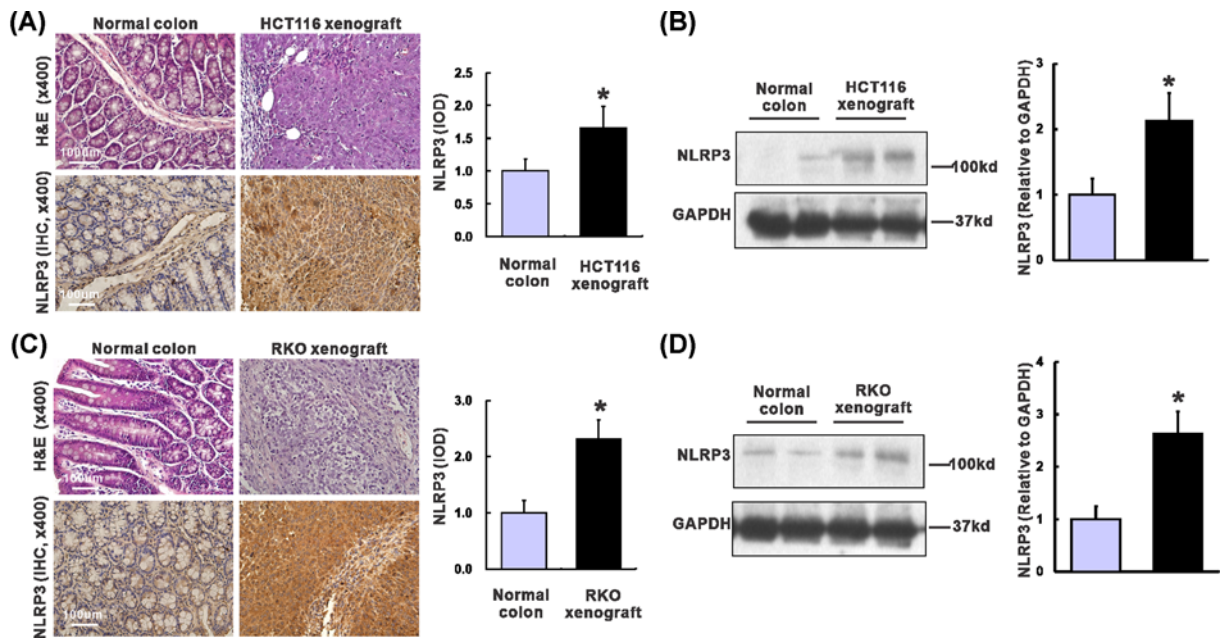 (A)
Normal colon
HCT116 xenograft
H&E (x400)
100um
NLRP3 (IHC, x400)
100um
NLRP3 (IOD)
2.5
2.0
1.5
1.0
0.5
0.0
*
Normal
colon
HCT116
xenograft
(B)
Normal
colon
HCT116
xenograft
NLRP3
100kd
GAPDH
37kd
NLRP3 (Relative to GAPDH)
3
2
1
0
*
(C)
Normal colon
RKO xenograft
H&E (x400)
100um
NLRP3 (IHC, x400)
100um
NLRP3 (IOD)
3.0
2.0
1.0
0.0
*
Normal
colon
RKO
xenograft
(D)
Normal
colon
RKO
xenograft
NLRP3
100kd
GAPDH
37kd
NLRP3 (Relative to GAPDH)
4
3
2
1
0
*